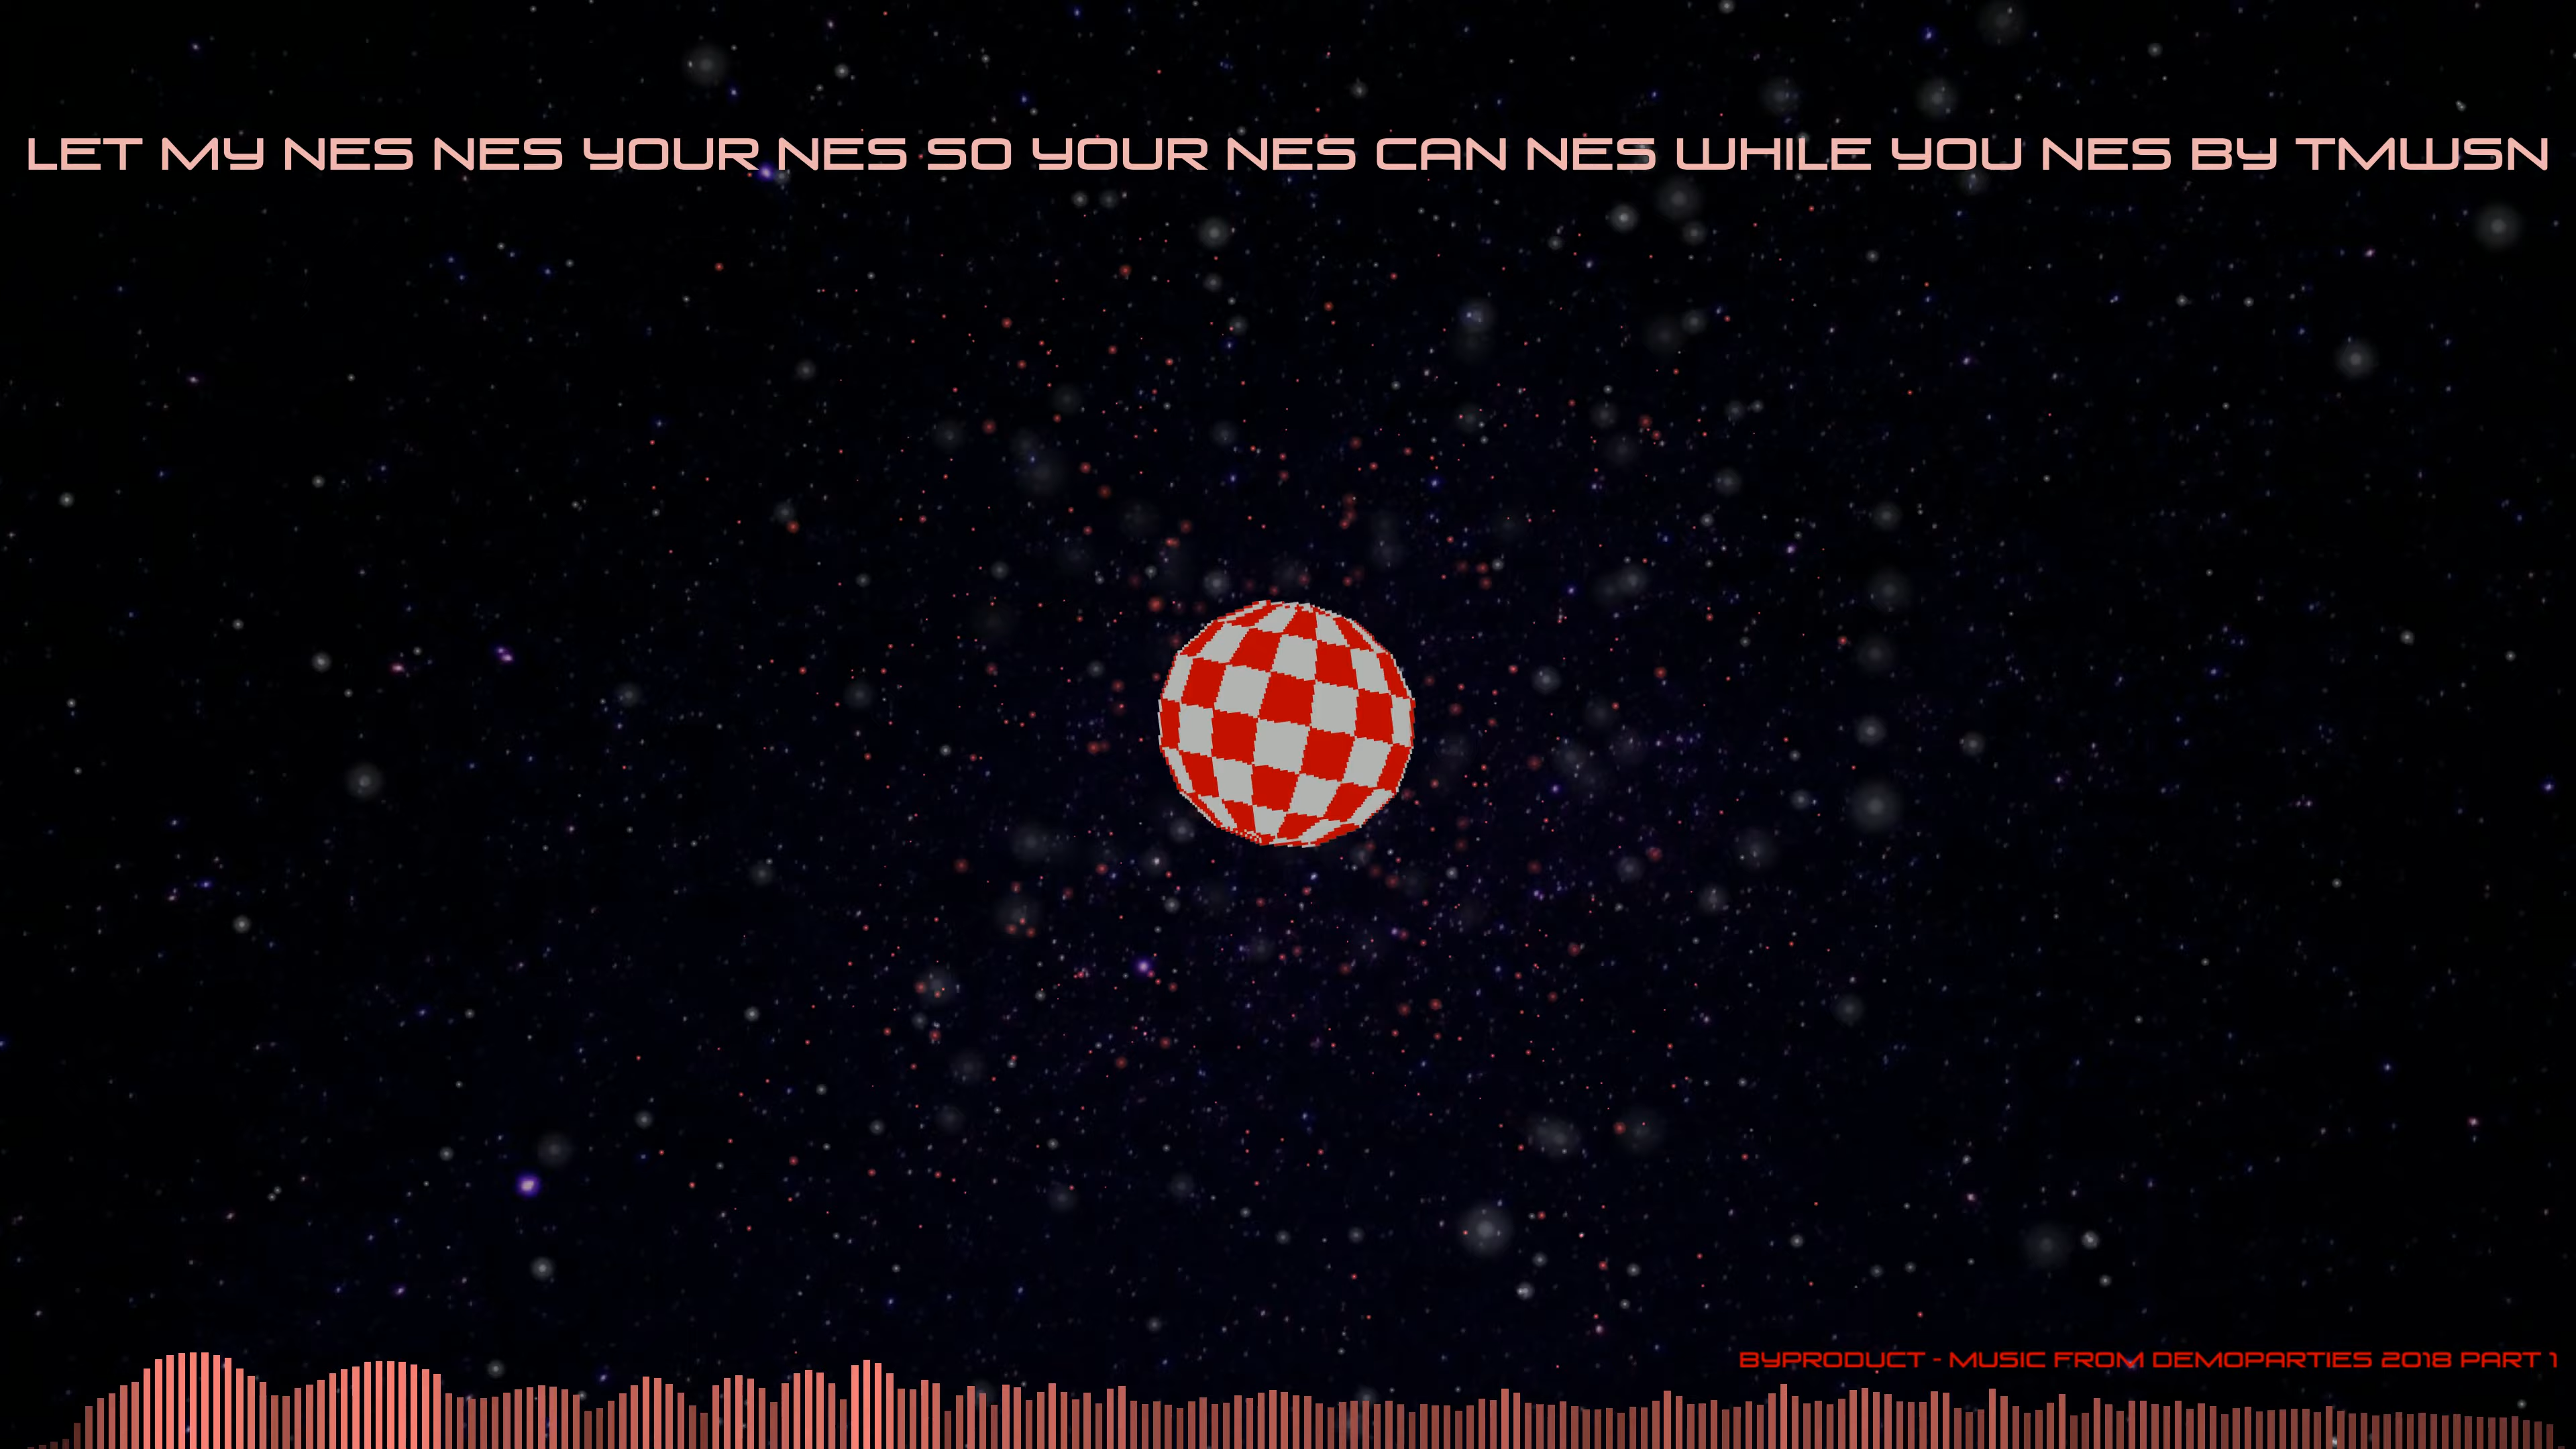 LET MY NES NES YOUR NES SO YOUR NES CAN NES WHILE YOU NES BY TMWSN
BYPRODUCT - MUSIC FROM DEMOPARTIES 2018 PART 1